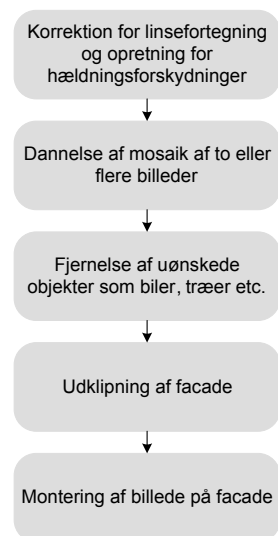 Korrektion for linsefortegning
og opretning for
hældningsforskydninger
Dannelse af mosaik af to eller
flere billeder
Fjernelse af uønskede
objekter som biler, træer etc.
Udklipning af facade
Montering af billede på facade